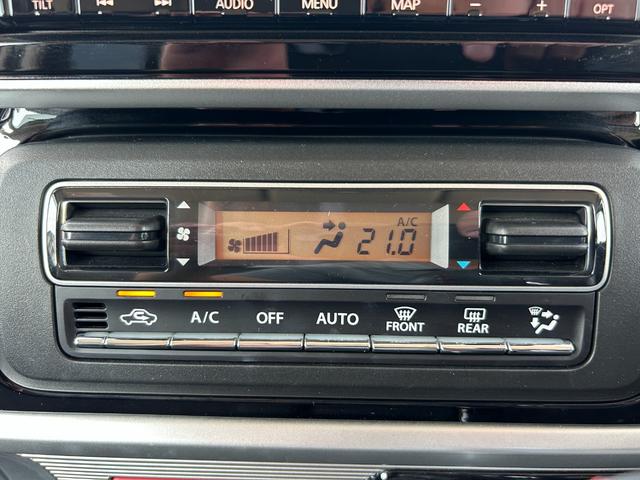 TILT AUDIO MENU MAP − + OPT
A/C
21.0
A/C OFF AUTO FRONT REAR